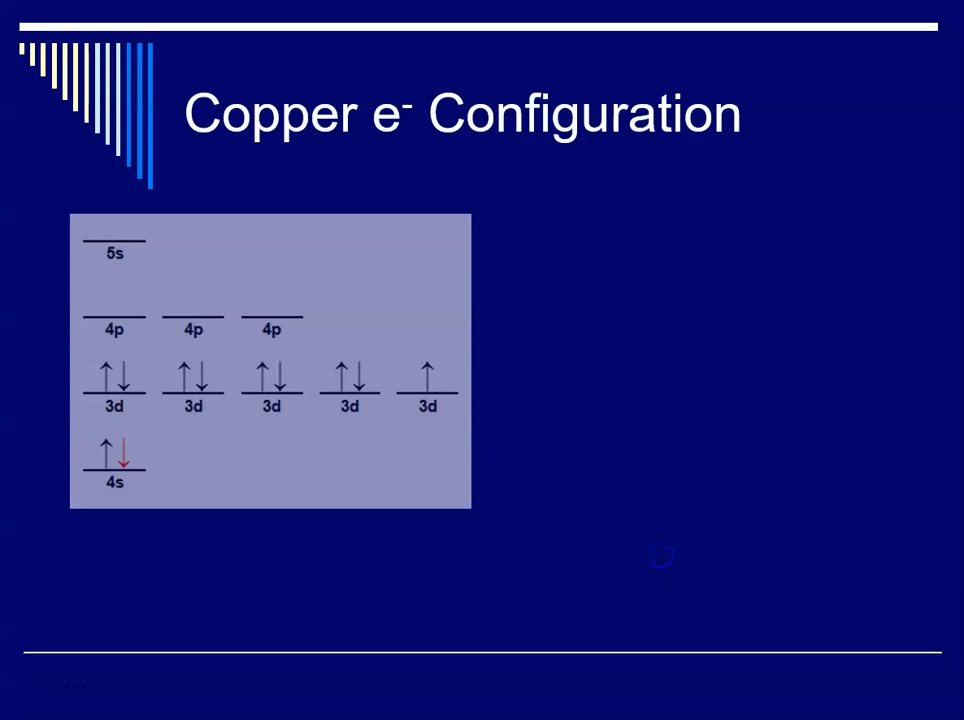 Copper e- Configuration
5s
4p 4p 4p
3d 3d 3d 3d 3d
4s